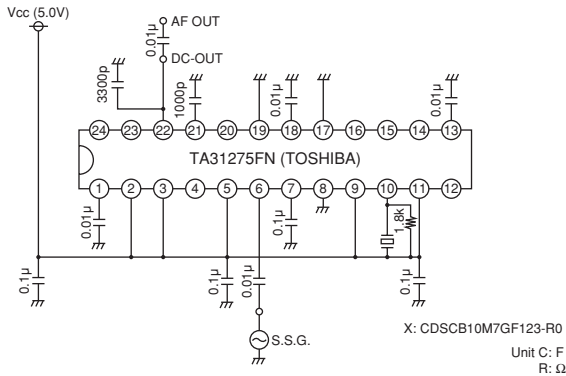 Vcc (5.0V)
AF OUT
0.01µ
DC-OUT
3300p
1000p
0.01µ
0.01µ
24 23 22 21 20 19 18 17 16 15 14 13
TA31275FN (TOSHIBA)
1 2 3 4 5 6 7 8 9 10 11 12
0.01µ
0.1µ
1.8k
0.1µ
0.1µ
0.01µ
0.1µ
S.S.G.
X: CDSCB10M7GF123-R0
Unit C: F
R: Ω